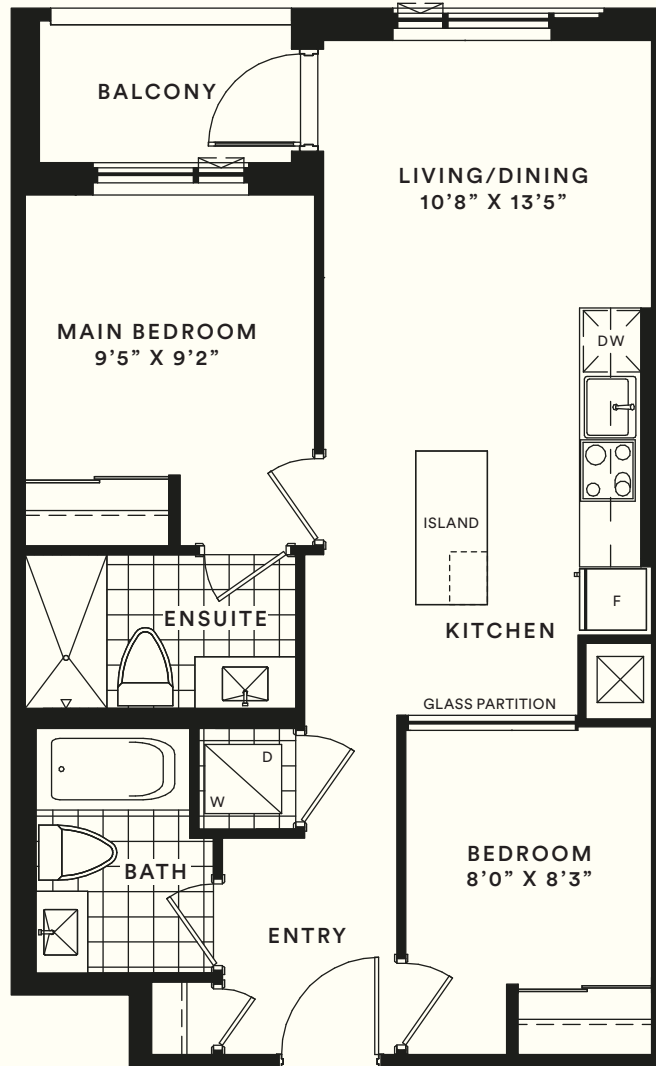 BALCONY
LIVING/DINING
10’8” X 13’5”
MAIN BEDROOM
9’5” X 9’2”
DW
ISLAND
F
ENSUITE
KITCHEN
GLASS PARTITION
D
W
BATH
BEDROOM
8’0” X 8’3”
ENTRY